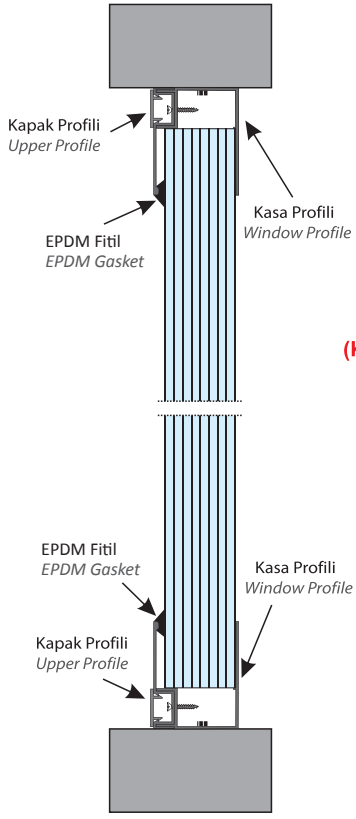 Kapak Profili
Upper Profile
Kasa Profili
Window Profile
EPDM Fitil
EPDM Gasket
(K
EPDM Fitil
EPDM Gasket
Kasa Profili
Window Profile
Kapak Profili
Upper Profile